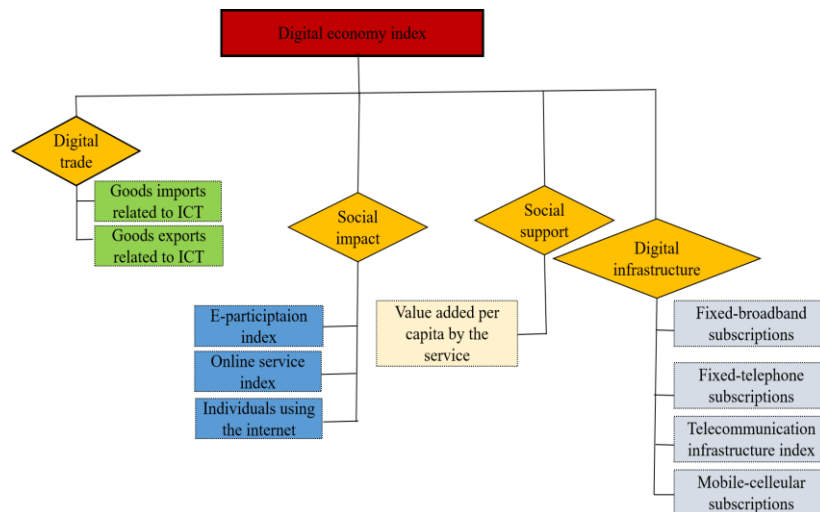 Digital economy index
Digital
trade
Goods imports
related to ICT
Goods exports
related to ICT
Social
impact
E-participtaion
index
Online service
index
Individuals using
the internet
Social
support
Value added per
capita by the
service
Digital
infrastructure
Fixed-broadband
subscriptions
Fixed-telephone
subscriptions
Telecommunication
infrastructure index
Mobile-celleular
subscriptions